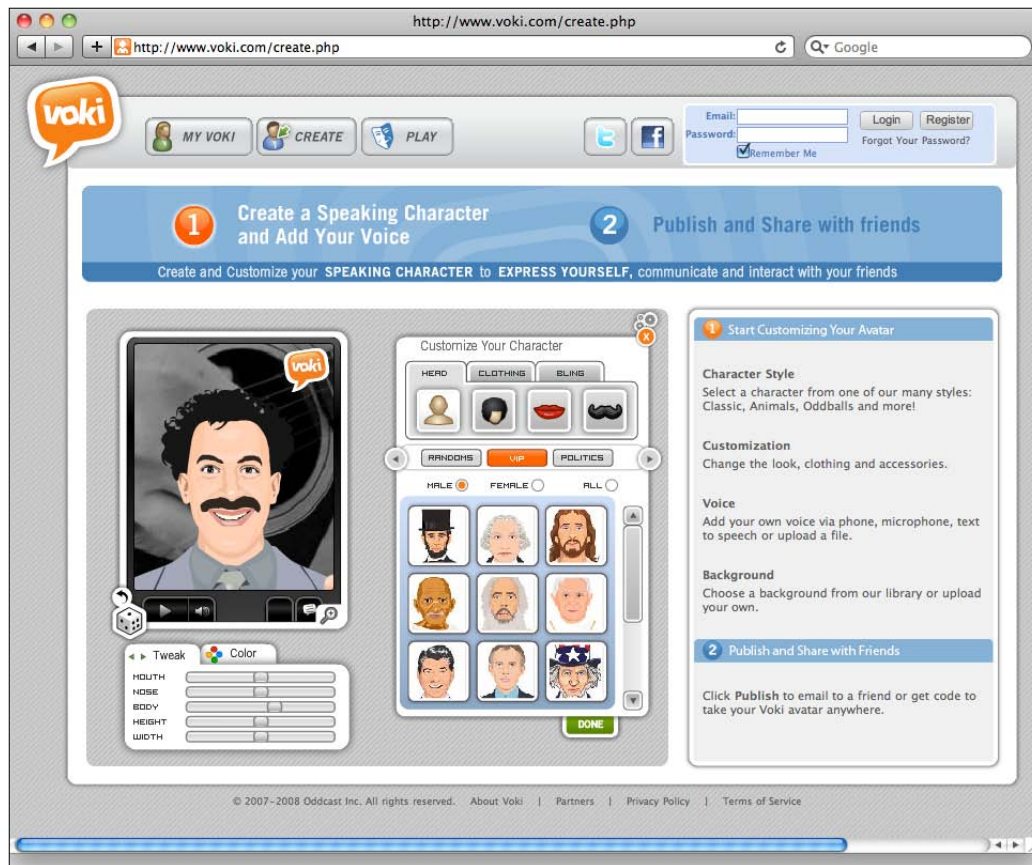 http://www.voki.com/create.php
http://www.voki.com/create.php
Google
voki
MY VOKI
CREATE
PLAY
Email:
Password:
Remember Me
Login
Register
Forgot Your Password?
1
Create a Speaking Character
and Add Your Voice
2
Publish and Share with friends
Create and Customize your SPEAKING CHARACTER to EXPRESS YOURSELF, communicate and interact with your friends
voki
Tweak
Color
MOUTH
NOSE
BODY
HEIGHT
WIDTH
X
Customize Your Character
HEAD
CLOTHING
BLING
RANDOMS
VIP
POLITICS
MALE
FEMALE
ALL
DONE
1 Start Customizing Your Avatar
Character Style
Select a character from one of our many styles:
Classic, Animals, Oddballs and more!
Customization
Change the look, clothing and accessories.
Voice
Add your own voice via phone, microphone, text
to speech or upload a file.
Background
Choose a background from our library or upload
your own.
2 Publish and Share with Friends
Click Publish to email to a friend or get code to
take your Voki avatar anywhere.
© 2007-2008 Oddcast Inc. All rights reserved. About Voki | Partners | Privacy Policy | Terms of Service